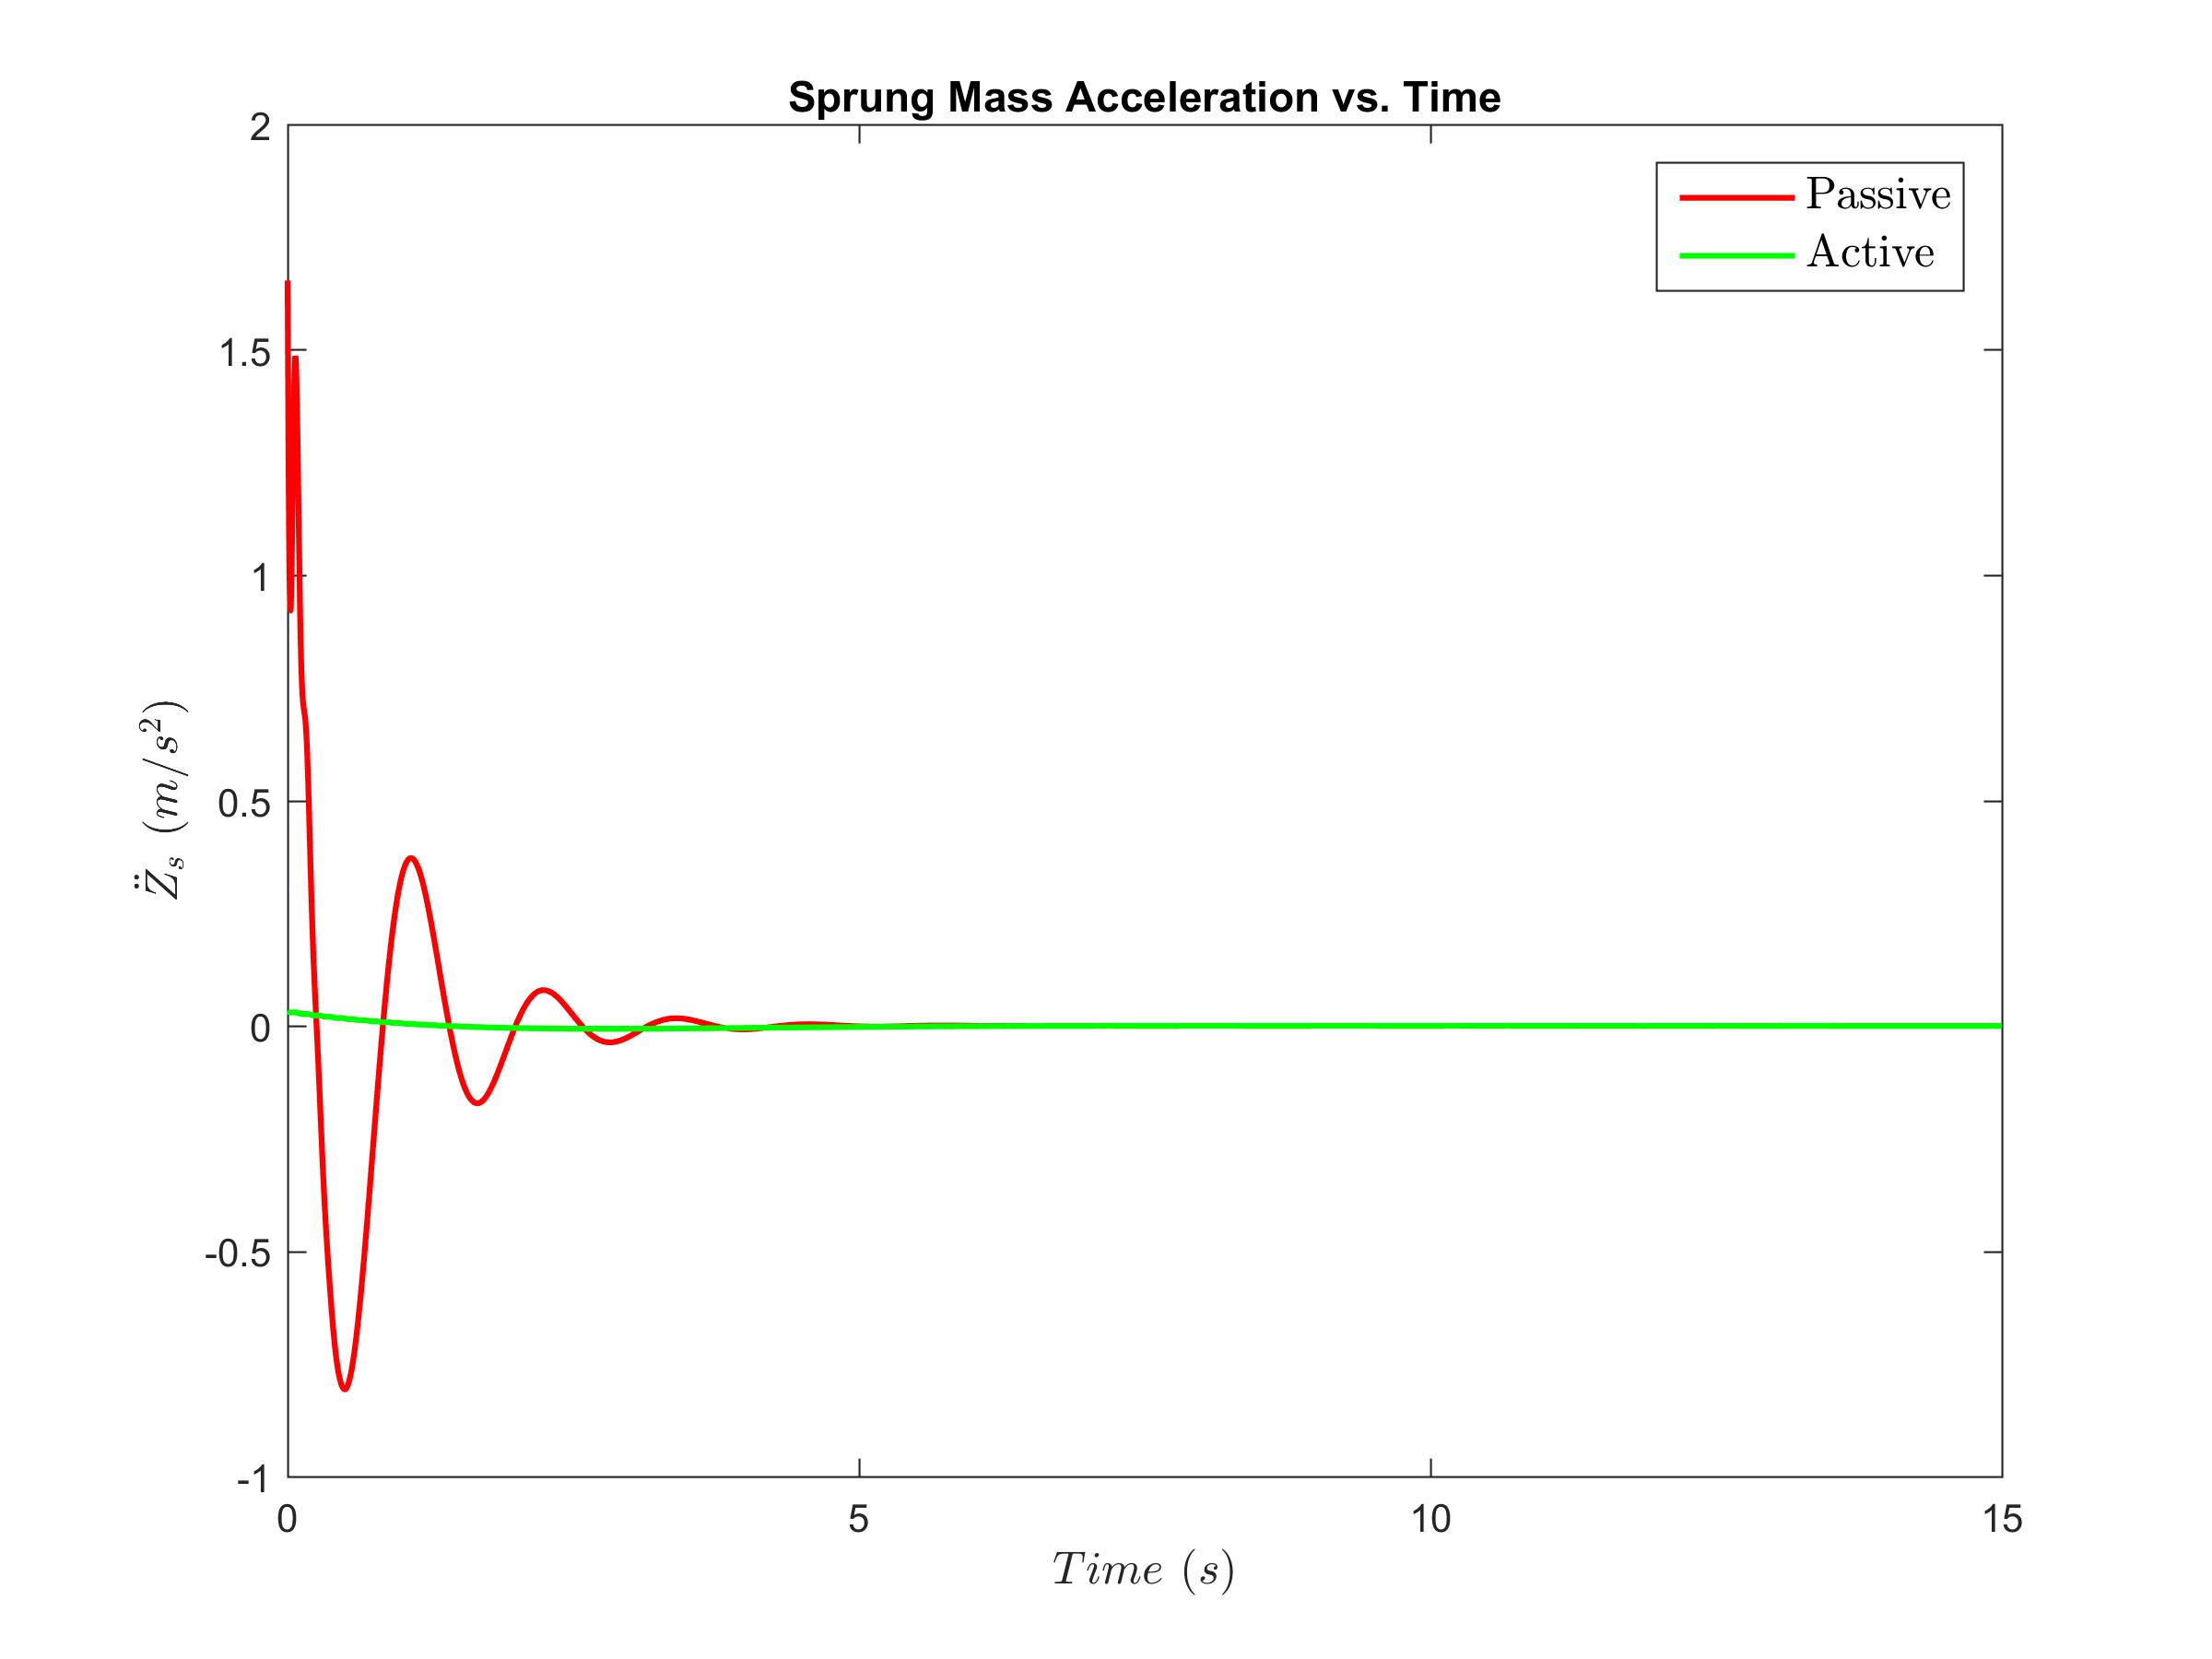 Sprung Mass Acceleration vs. Time
2
1.5
1
0.5
0
-0.5
-1
Z̈ₛ (m/s²)
Passive
Active
0 5 10 15
Time (s)